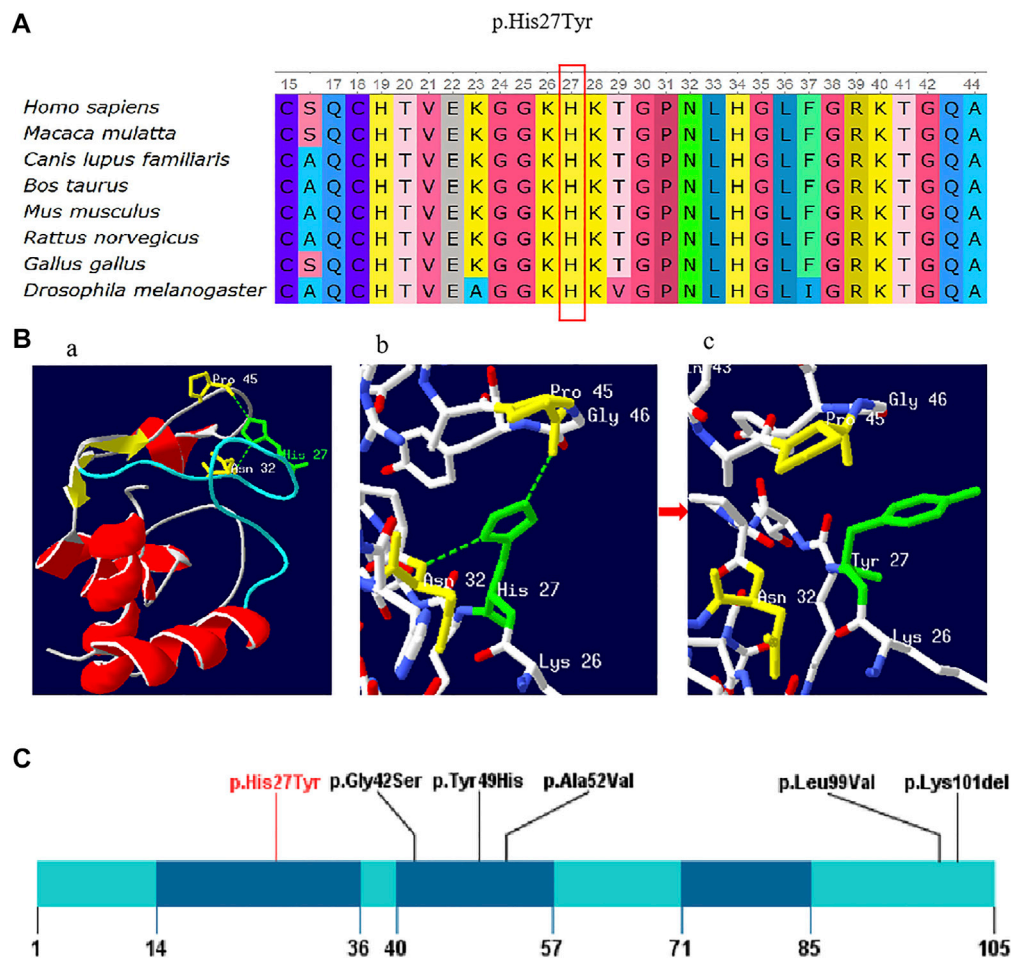 A
p.His27Tyr
15 17 18 19 20 21 22 23 24 25 26 27 28 29 30 31 32 33 34 35 36 37 38 39 40 41 42 44
Homo sapiens C S Q C H T V E K G G K H K T G P N L H G L F G R K T G Q A
Macaca mulatta C S Q C H T V E K G G K H K T G P N L H G L F G R K T G Q A
Canis lupus familiaris C A Q C H T V E K G G K H K T G P N L H G L F G R K T G Q A
Bos taurus C A Q C H T V E K G G K H K T G P N L H G L F G R K T G Q A
Mus musculus C A Q C H T V E K G G K H K T G P N L H G L F G R K T G Q A
Rattus norvegicus C A Q C H T V E K G G K H K T G P N L H G L F G R K T G Q A
Gallus gallus C S Q C H T V E K G G K H K T G P N L H G L F G R K T G Q A
Drosophila melanogaster C A Q C H T V E A G G K H K V G P N L H G L I G R K T G Q A
B
a
Pro 45
His 27
Asn 32
b
Pro 45
Gly 46
Asn 32
His 27
Lys 26
c
ln 43
Gly 46
Pro 45
Tyr 27
Asn 32
Lys 26
C
p.His27Tyr p.Gly42Ser p.Tyr49His p.Ala52Val p.Leu99Val p.Lys101del
1 14 36 40 57 71 85 105